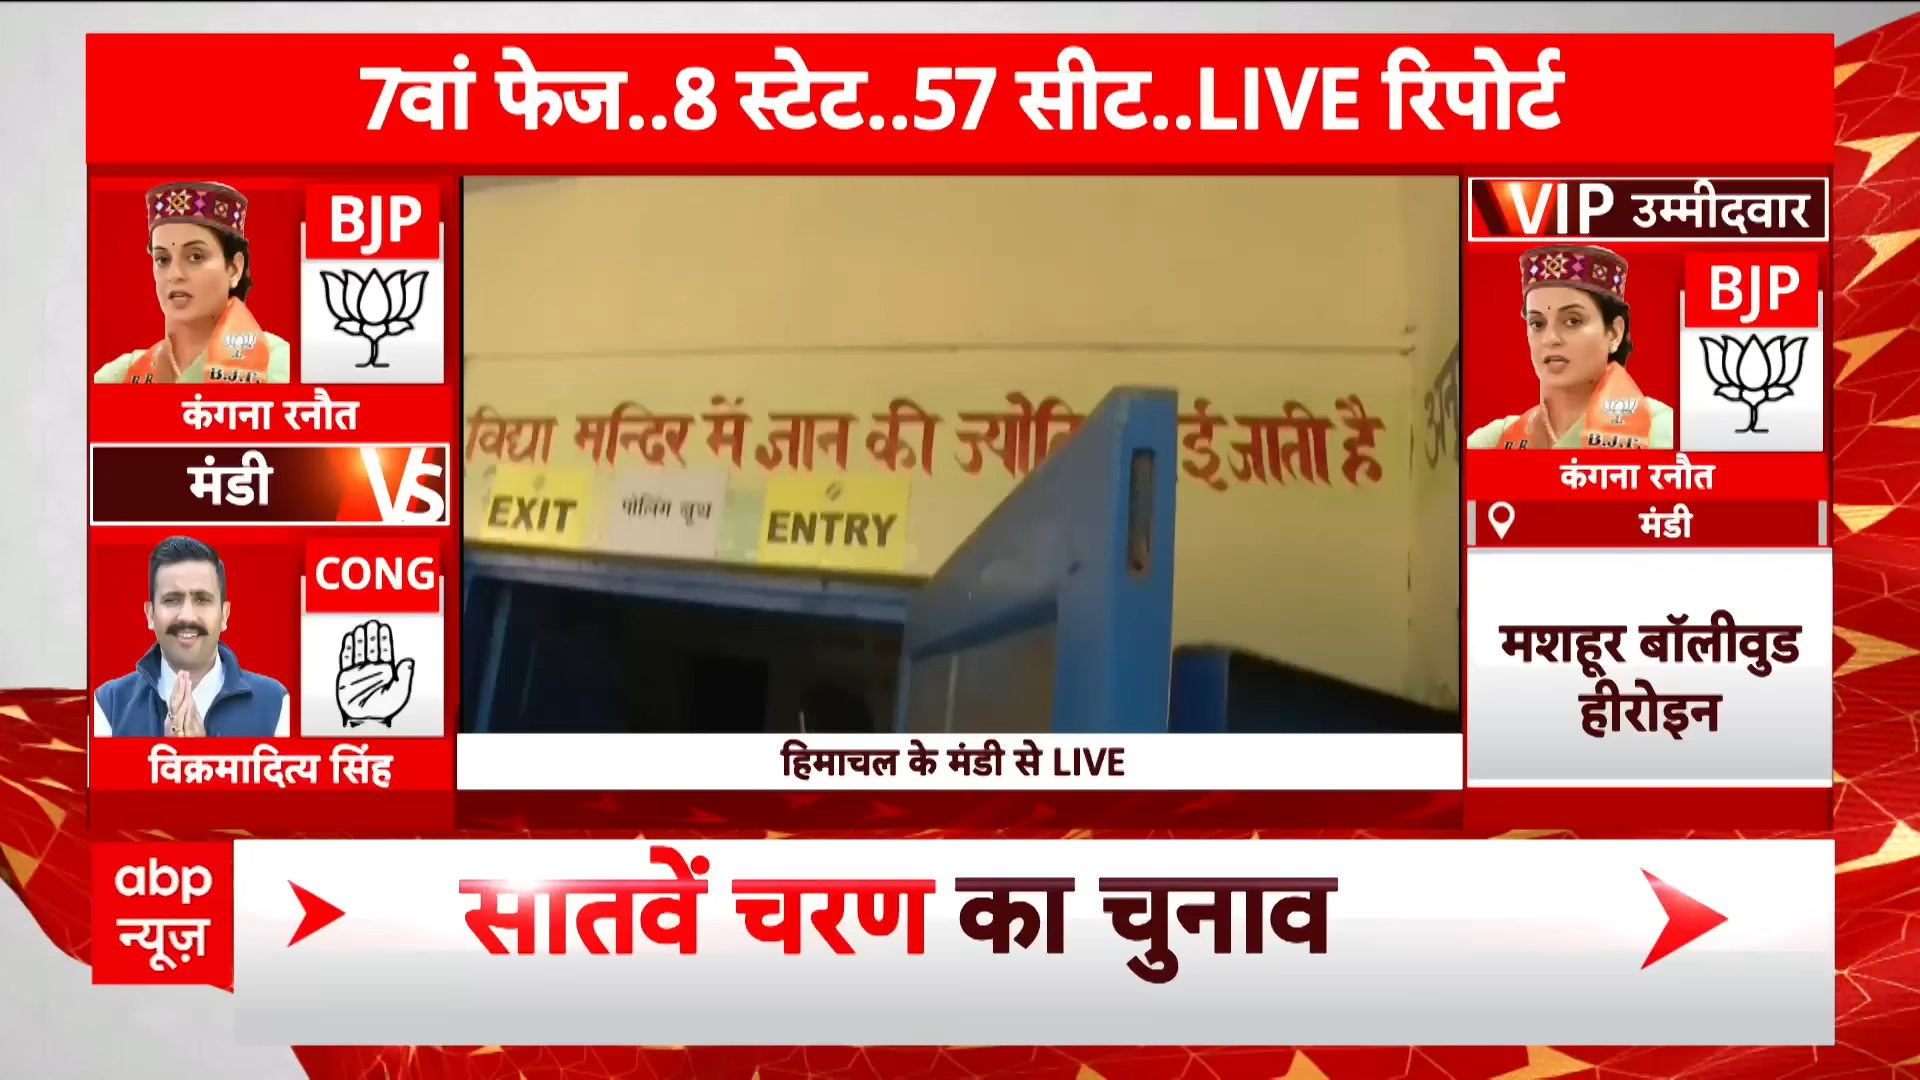 7वां फेज..8 स्टेट..57 सीट..LIVE रिपोर्ट
BJP
B.J.P.
कंगना रनौत
मंडी VS
CONG
विक्रमादित्य सिंह
विद्या मन्दिर में ज्ञान की ज्योति ई जाती है
EXIT
पोलिंग बूथ
ENTRY
हिमाचल के मंडी से LIVE
VIP उम्मीदवार
BJP
B.J.P.
कंगना रनौत
मंडी
मशहूर बॉलीवुड
हीरोइन
abp
न्यूज़
सातवें चरण का चुनाव